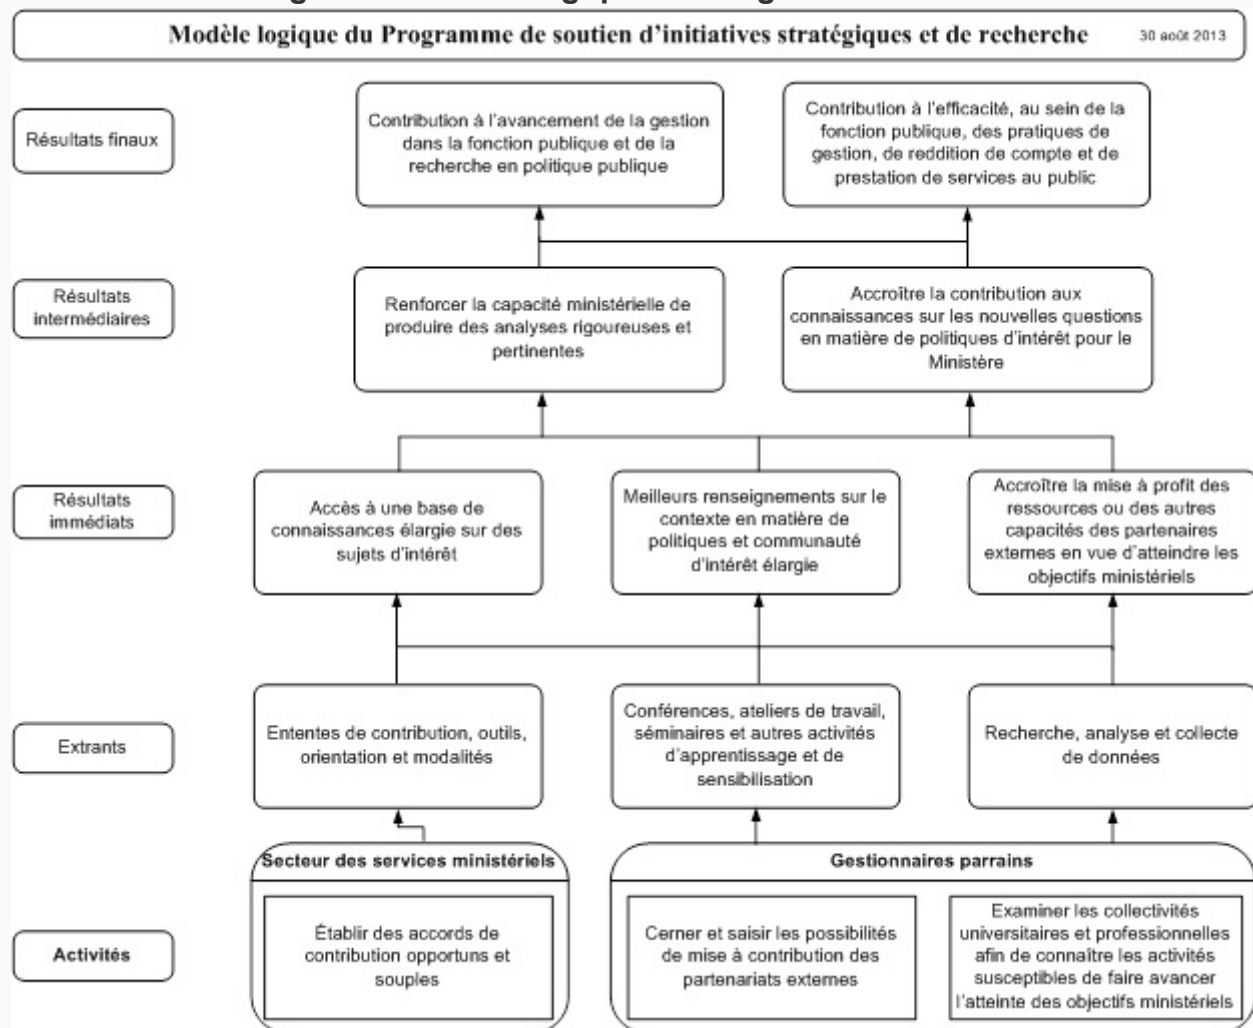 Modèle logique du Programme de soutien d'initiatives stratégiques et de recherche
30 août 2013
Résultats finaux
Contribution à l'avancement de la gestion
dans la fonction publique et de la
recherche en politique publique
Contribution à l'efficacité, au sein de la
fonction publique, des pratiques de
gestion, de reddition de compte et de
prestation de services au public
Résultats
intermédiaires
Renforcer la capacité ministérielle de
produire des analyses rigoureuses et
pertinentes
Accroître la contribution aux
connaissances sur les nouvelles questions
en matière de politiques d'intérêt pour le
Ministère
Résultats
immédiats
Accès à une base de
connaissances élargie sur des
sujets d'intérêt
Meilleurs renseignements sur le
contexte en matière de
politiques et communauté
d'intérêt élargie
Accroître la mise à profit des
ressources ou des autres
capacités des partenaires
externes en vue d'atteindre les
objectifs ministériels
Extrants
Ententes de contribution, outils,
orientation et modalités
Conférences, ateliers de travail,
séminaires et autres activités
d'apprentissage et de
sensibilisation
Recherche, analyse et collecte
de données
Activités
Secteur des services ministériels
Établir des accords de
contribution opportuns et
souples
Gestionnaires parrains
Cerner et saisir les possibilités
de mise à contribution des
partenariats externes
Examiner les collectivités
universitaires et professionnelles
afin de connaître les activités
susceptibles de faire avancer
l'atteinte des objectifs ministériels